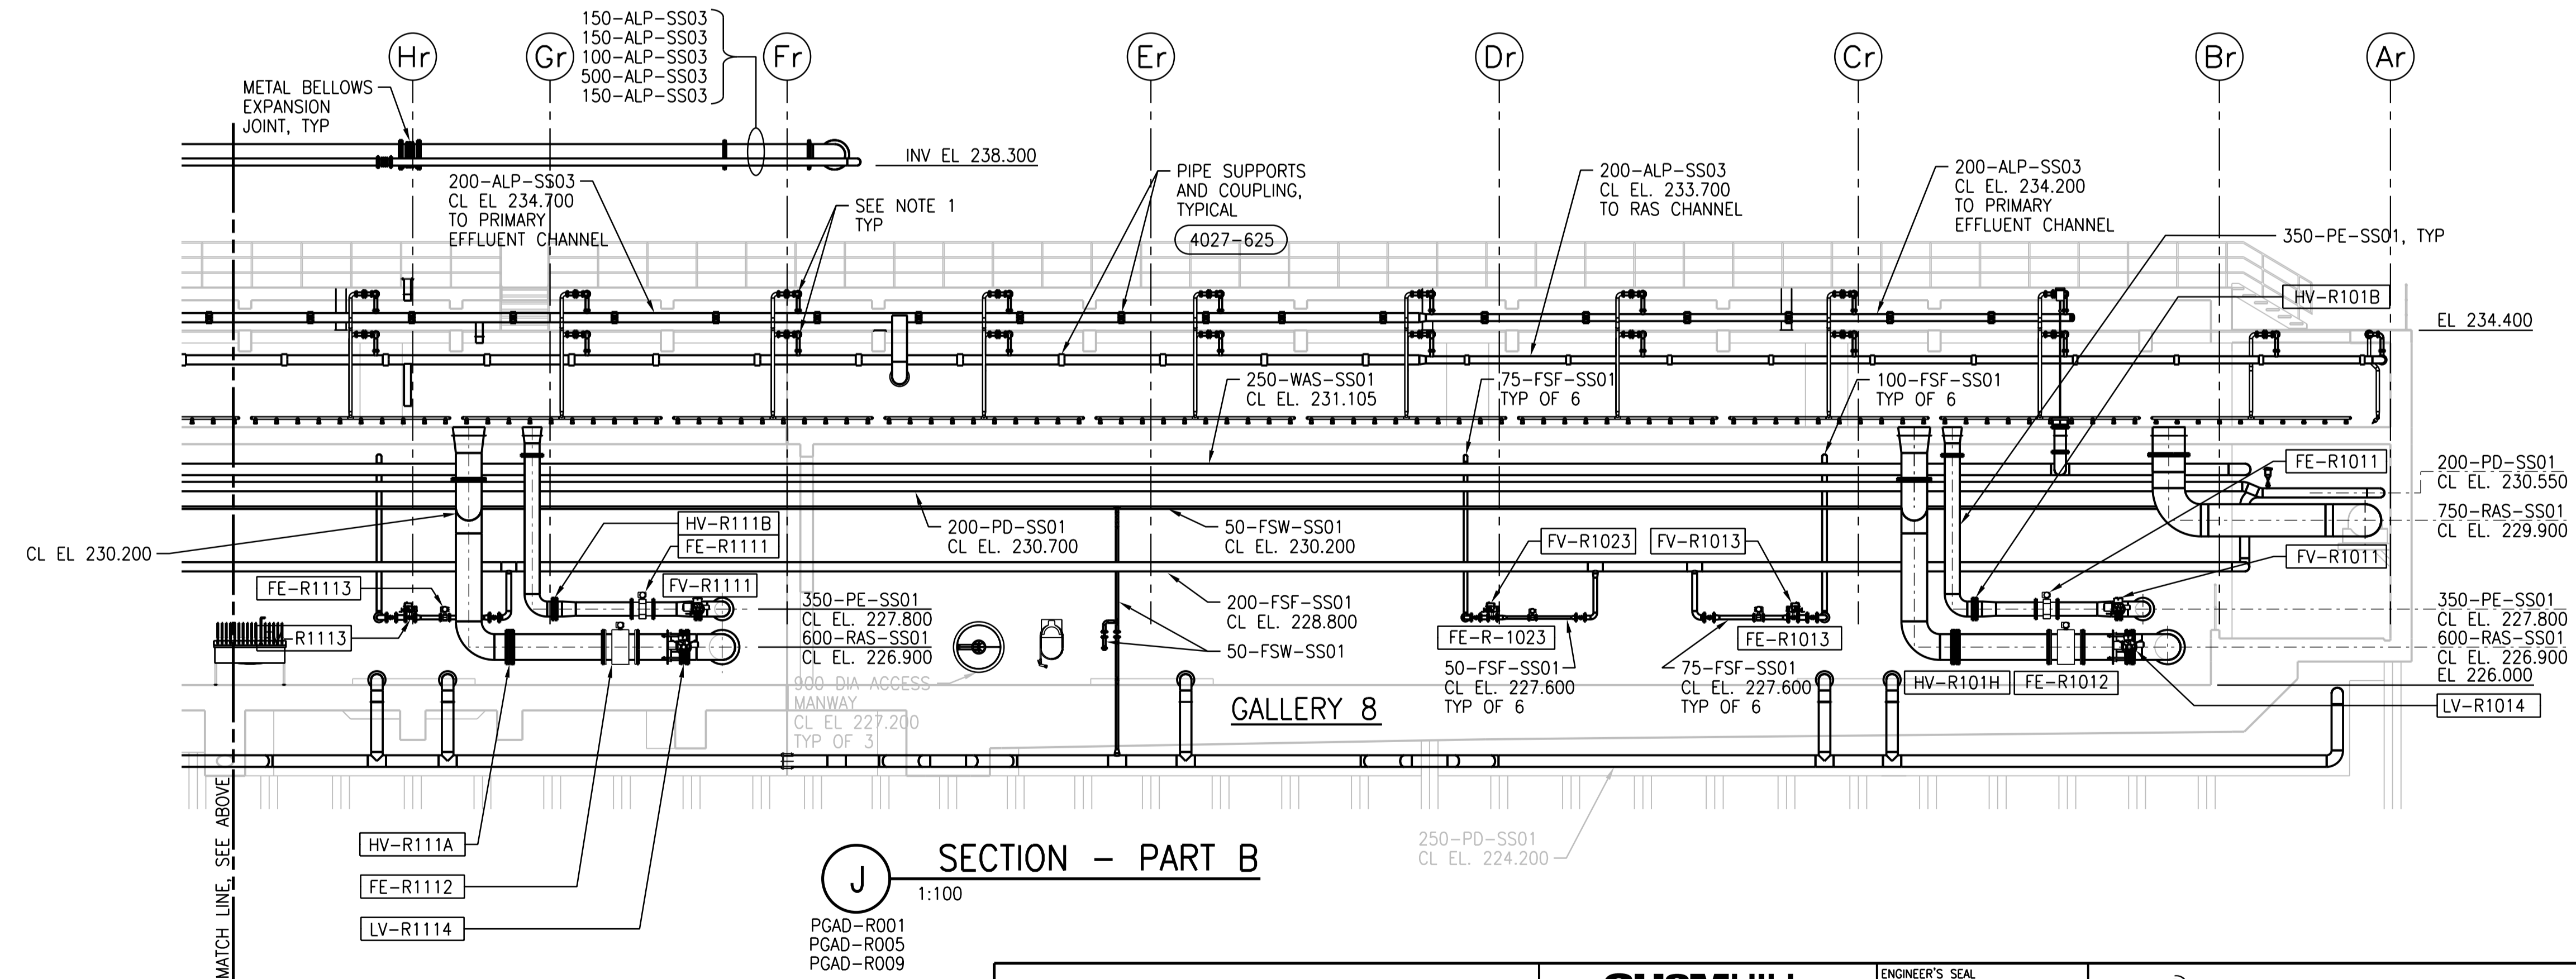 150-ALP-SS03
150-ALP-SS03
100-ALP-SS03
500-ALP-SS03
150-ALP-SS03
Hr
Gr
Fr
Er
Dr
Cr
Br
Ar
METAL BELLOWS
EXPANSION
JOINT, TYP
INV EL 238.300
200-ALP-SS03
CL EL 234.700
TO PRIMARY
EFFLUENT CHANNEL
SEE NOTE 1
TYP
PIPE SUPPORTS
AND COUPLING,
TYPICAL
4027-625
200-ALP-SS03
CL EL. 233.700
TO RAS CHANNEL
200-ALP-SS03
CL EL. 234.200
TO PRIMARY
EFFLUENT CHANNEL
350-PE-SS01, TYP
HV-R101B
EL 234.400
250-WAS-SS01
CL EL. 231.105
75-FSF-SS01
TYP OF 6
100-FSF-SS01
TYP OF 6
FE-R1011
200-PD-SS01
CL EL. 230.550
750-RAS-SS01
CL EL. 229.900
FV-R1011
CL EL 230.200
HV-R111B
FE-R1111
200-PD-SS01
CL EL. 230.700
50-FSW-SS01
CL EL. 230.200
FV-R1023
FV-R1013
FE-R1113
FV-R1111
350-PE-SS01
CL EL. 227.800
600-RAS-SS01
CL EL. 226.900
200-FSF-SS01
CL EL. 228.800
50-FSW-SS01
-R1113
FE-R-1023
FE-R1013
350-PE-SS01
CL EL. 227.800
600-RAS-SS01
CL EL. 226.900
EL 226.000
900 DIA ACCESS
MANWAY
CL EL 227.200
TYP OF 3
GALLERY 8
50-FSF-SS01
CL EL. 227.600
TYP OF 6
75-FSF-SS01
CL EL. 227.600
TYP OF 6
HV-R101H
FE-R1012
LV-R1014
MATCH LINE, SEE ABOVE
HV-R111A
FE-R1112
LV-R1114
250-PD-SS01
CL EL. 224.200
J
SECTION - PART B
1:100
PGAD-R001
PGAD-R005
PGAD-R009
ENGINEER'S SEAL